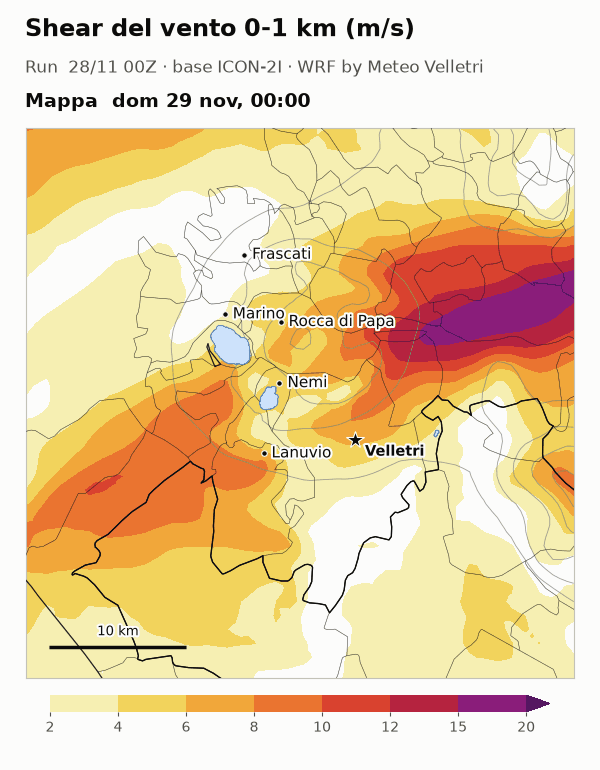 Shear del vento 0-1 km (m/s)
Run  28/11 00Z · base ICON-2I · WRF by Meteo Velletri
Mappa  dom 29 nov, 00:00
Frascati
Marino
Rocca di Papa
Nemi
Velletri
Lanuvio
10 km
2 4 6 8 10 12 15 20